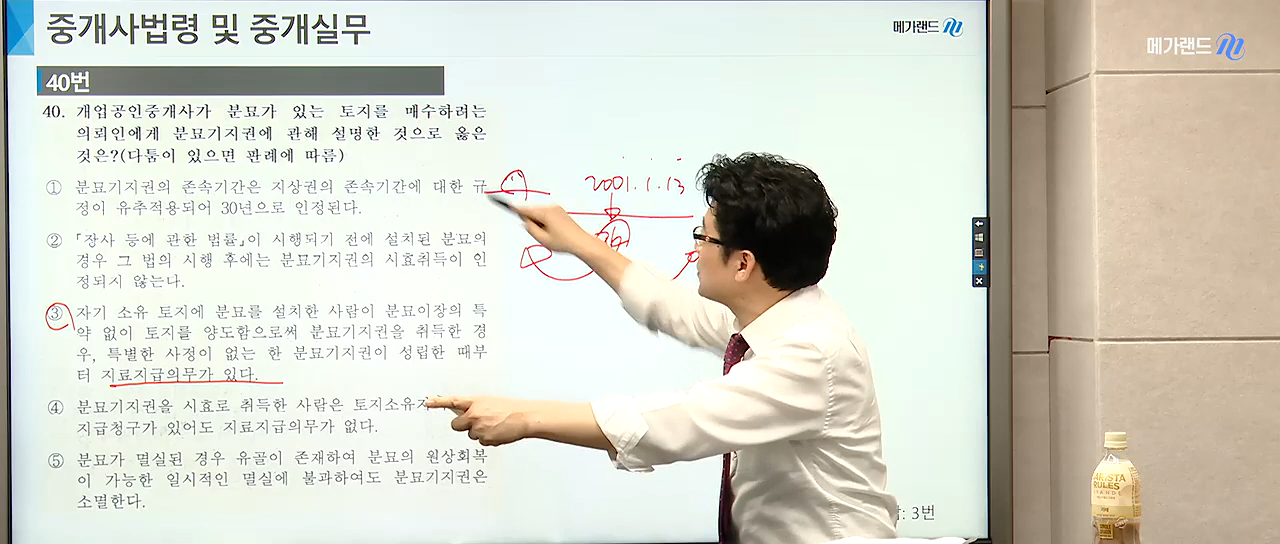 중개사법령 및 중개실무
메가랜드
메가랜드
40번
40. 개업공인중개사가 분묘가 있는 토지를 매수하려는
의뢰인에게 분묘기지권에 관해 설명한 것으로 옳은
것은?(다툼이 있으면 판례에 따름)
① 분묘기지권의 존속기간은 지상권의 존속기간에 대한 규
정이 유추적용되어 30년으로 인정된다.
2001.1.13
② 「장사 등에 관한 법률」이 시행되기 전에 설치된 분묘의
경우 그 법의 시행 후에는 분묘기지권의 시효취득이 인
정되지 않는다.
③ 자기 소유 토지에 분묘를 설치한 사람이 분묘이장의 특
약 없이 토지를 양도함으로써 분묘기지권을 취득한 경
우, 특별한 사정이 없는 한 분묘기지권이 성립한 때부
터 지료지급의무가 있다.
④ 분묘기지권을 시효로 취득한 사람은 토지소유
지급청구가 있어도 지료지급의무가 없다.
⑤ 분묘가 멸실된 경우 유골이 존재하여 분묘의 원상회복
이 가능한 일시적인 멸실에 불과하여도 분묘기지권은
소멸한다.
: 3번
BARISTA
RULES